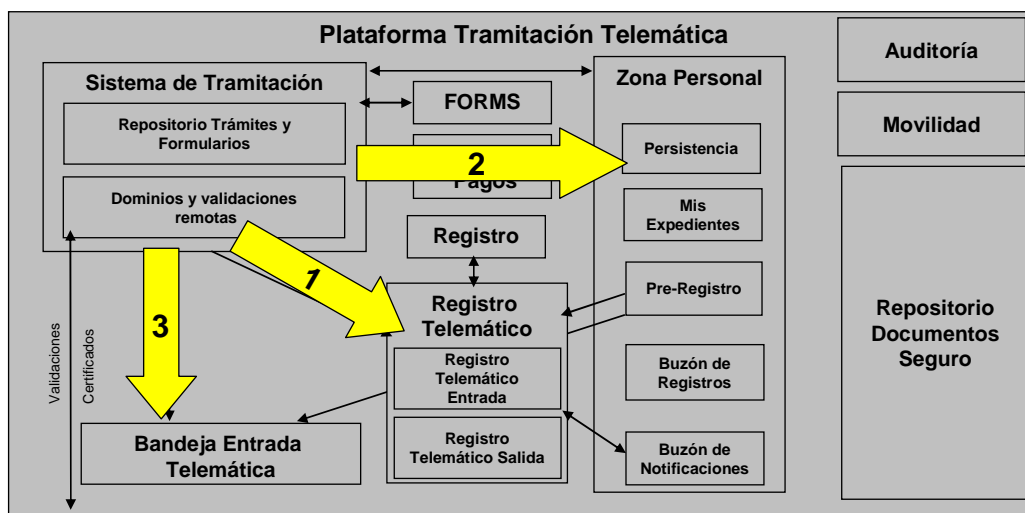 Plataforma Tramitación Telemática
Sistema de Tramitación
Repositorio Trámites y
Formularios
Dominios y validaciones
remotas
FORMS
2
Pagos
Registro
1
3
Registro
Telemático
Registro
Telemático
Entrada
Registro
Telemático Salida
Bandeja Entrada
Telemática
Validaciones
Certificados
Zona Personal
Persistencia
Mis
Expedientes
Pre-Registro
Buzón de
Registros
Buzón de
Notificaciones
Auditoría
Movilidad
Repositorio
Documentos
Seguro